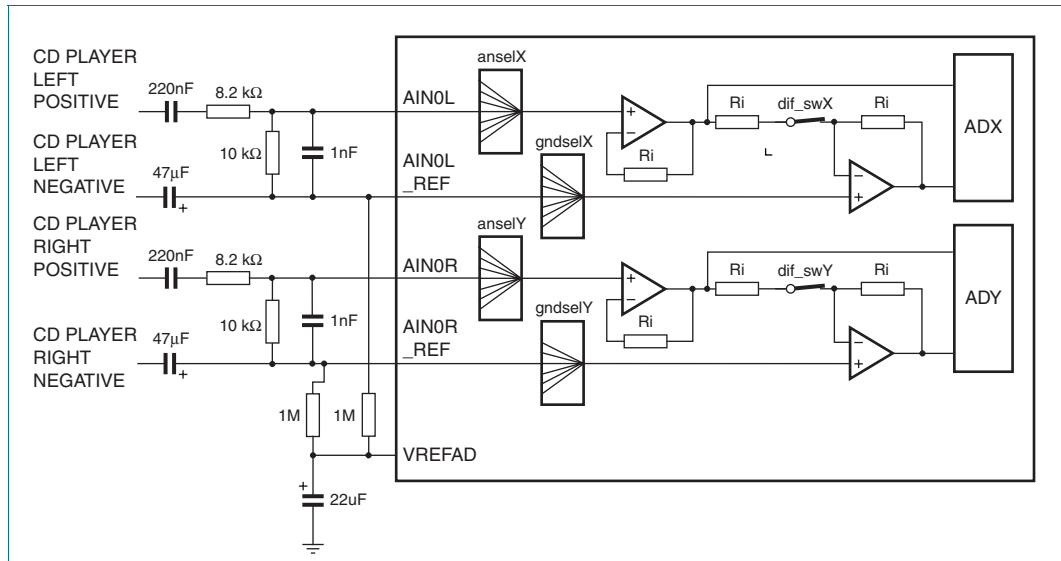 CD PLAYER
LEFT
POSITIVE
220nF
8.2 kΩ
10 kΩ
1nF
AIN0L
anselX
Ri
Ri
dif_swX
Ri
ADX
CD PLAYER
LEFT
NEGATIVE
47μF
+
AIN0L
_REF
gndselX
+
−
−
+
CD PLAYER
RIGHT
POSITIVE
220nF
8.2 kΩ
10 kΩ
1nF
AIN0R
anselY
Ri
Ri
dif_swY
Ri
ADY
CD PLAYER
RIGHT
NEGATIVE
47μF
+
AIN0R
_REF
gndselY
+
−
−
+
1M
1M
VREFAD
+
22uF